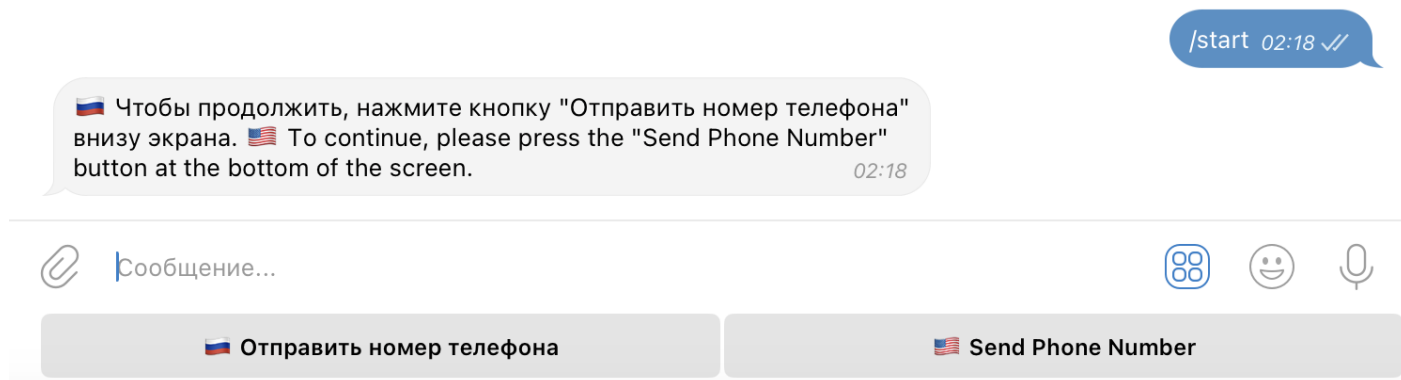 /start 02:18
🇷🇺 Чтобы продолжить, нажмите кнопку "Отправить номер телефона"
внизу экрана. 🇺🇸 To continue, please press the "Send Phone Number"
button at the bottom of the screen. 02:18
Сообщение...
🇷🇺 Отправить номер телефона
🇺🇸 Send Phone Number